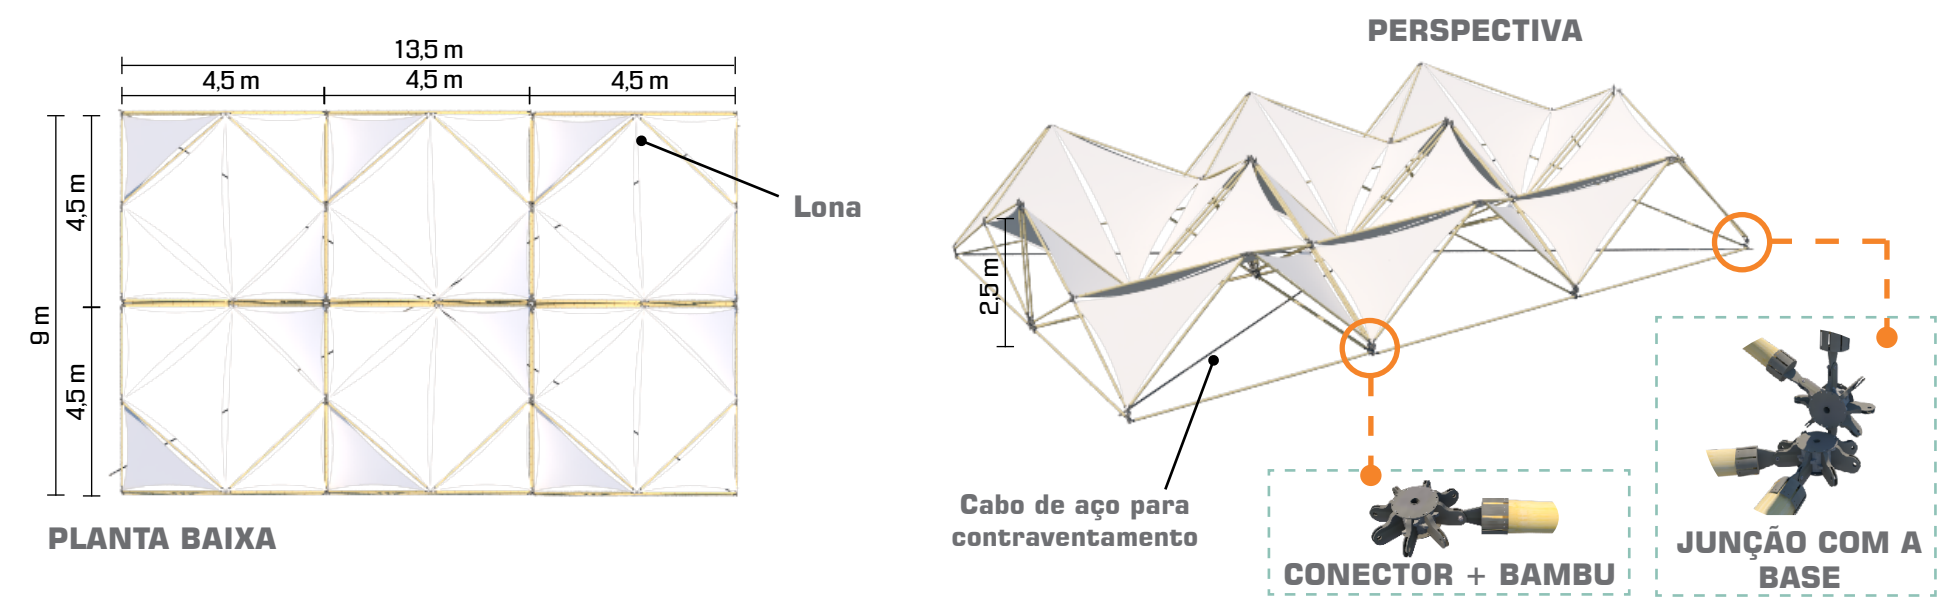 13,5 m
4,5 m
4,5 m
4,5 m
4,5 m
9 m
4,5 m
Lona
PLANTA BAIXA
PERSPECTIVA
2,5 m
Cabo de aço para
contraventamento
CONECTOR + BAMBU
JUNÇÃO COM A
BASE